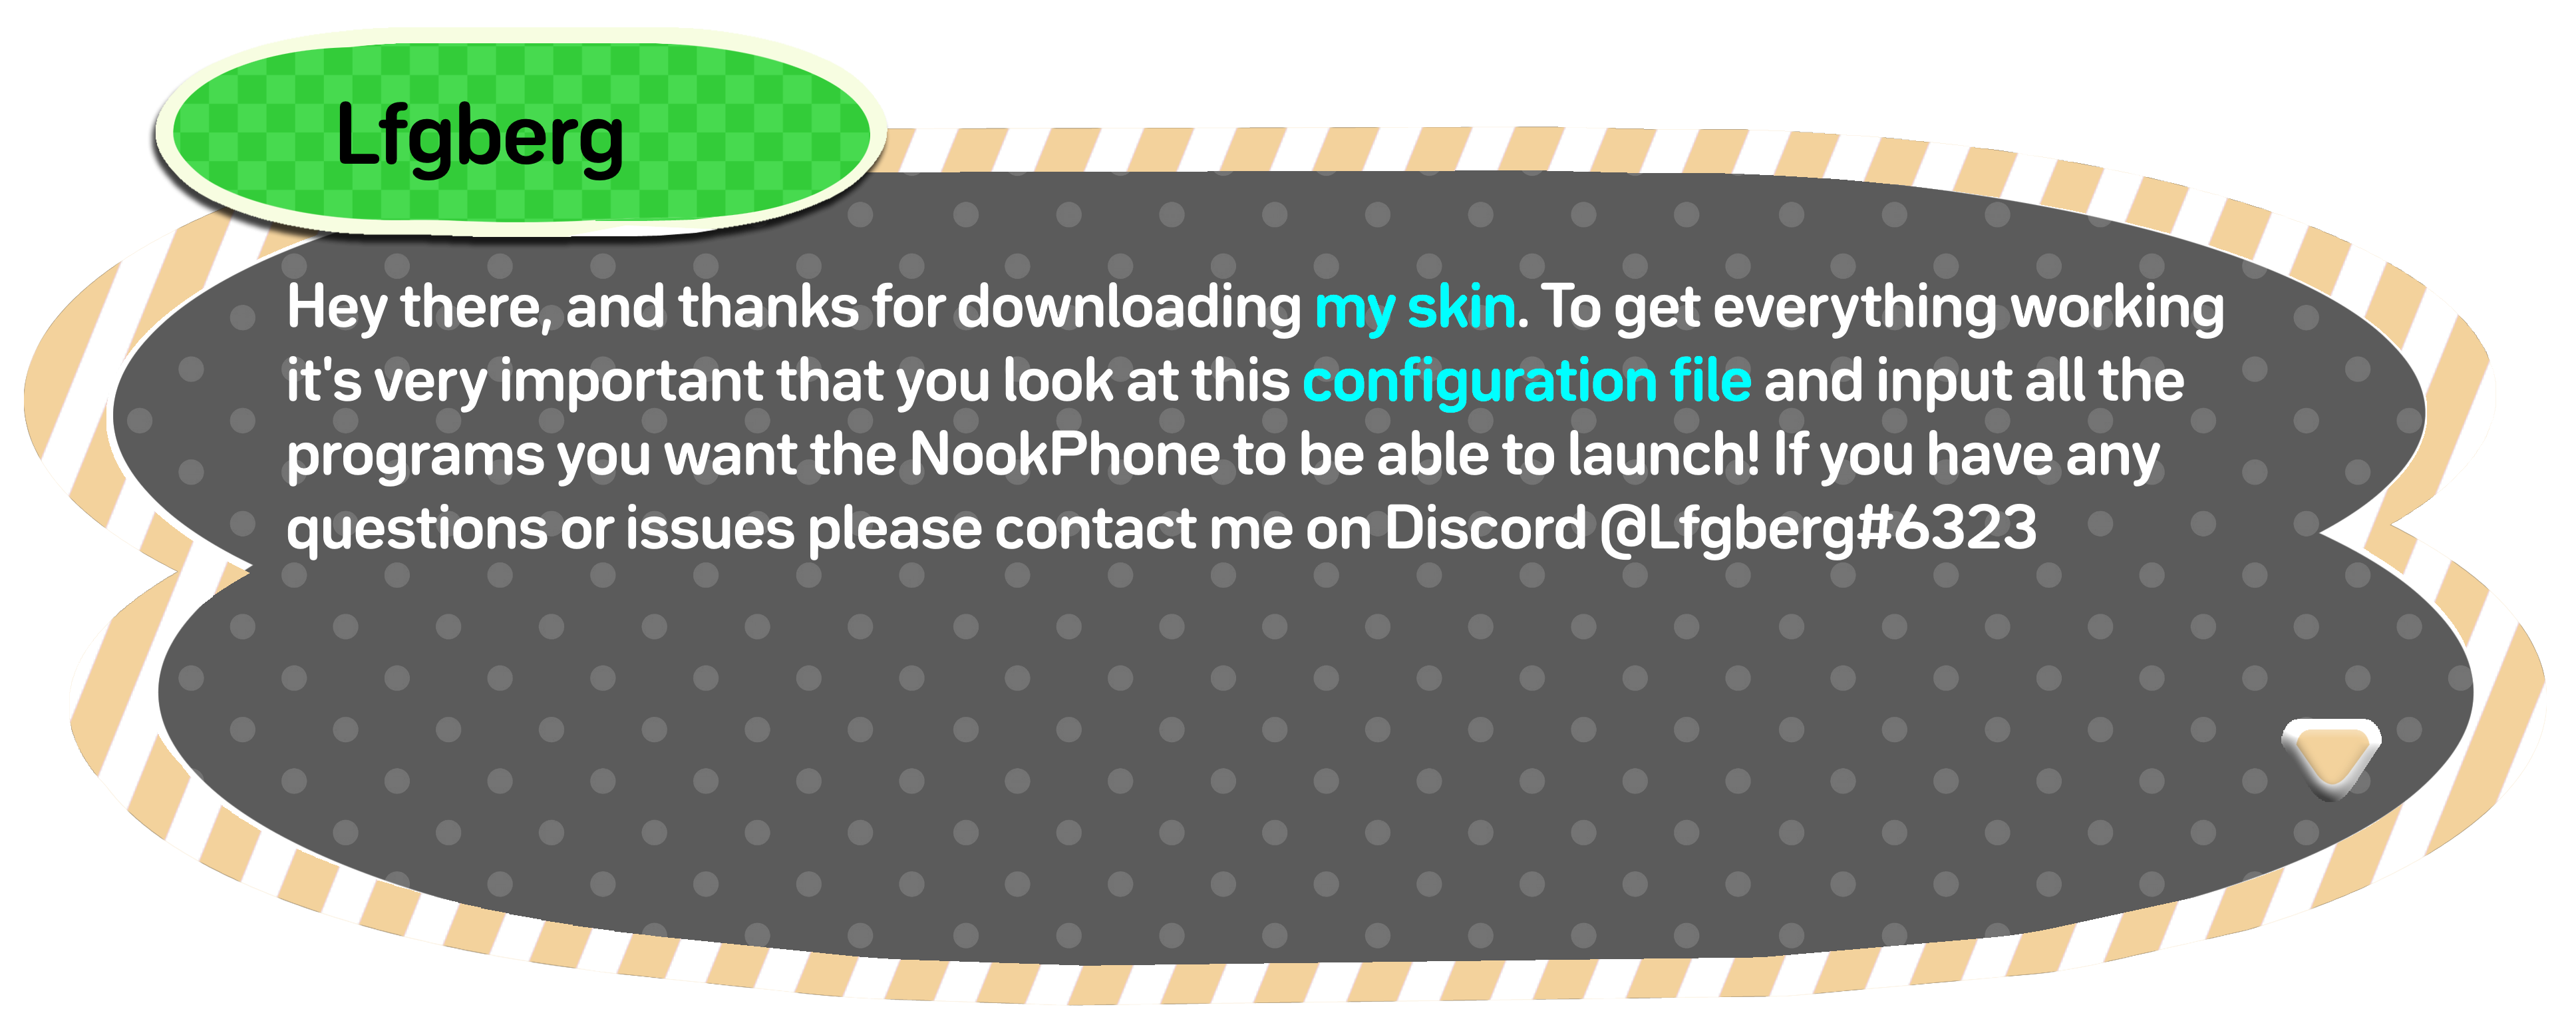 Lfgberg
Hey there, and thanks for downloading my skin. To get everything working
it's very important that you look at this configuration file and input all the
programs you want the NookPhone to be able to launch! If you have any
questions or issues please contact me on Discord @Lfgberg#6323